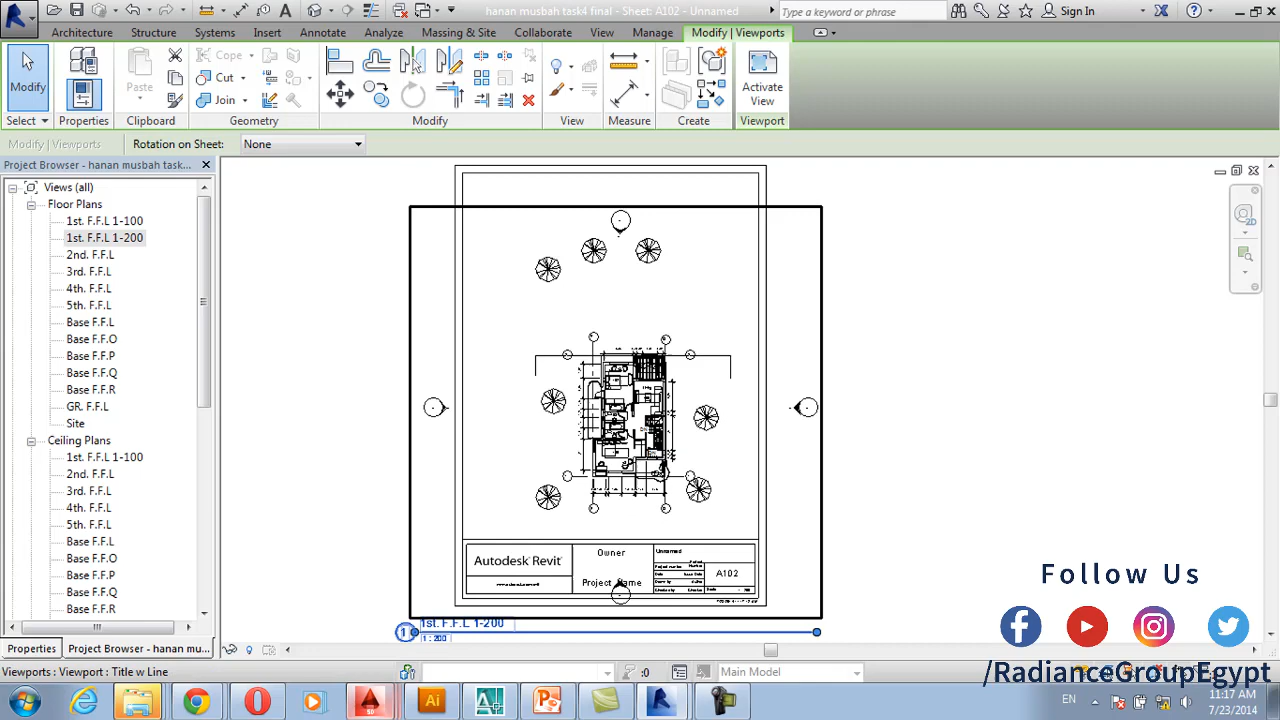 hanan musbah task4 final - Sheet: A102 - Unnamed
Type a keyword or phrase
Sign In
Architecture
Structure
Systems
Insert
Annotate
Analyze
Massing & Site
Collaborate
View
Manage
Modify | Viewports
Modify
Paste
Cope
Cut
Join
Activate
View
Select
Properties
Clipboard
Geometry
Modify
View
Measure
Create
Viewport
Modify | Viewports
Rotation on Sheet:
None
Project Browser - hanan musbah task...
Views (all)
Floor Plans
1st. F.F.L 1-100
1st. F.F.L 1-200
2nd. F.F.L
3rd. F.F.L
4th. F.F.L
5th. F.F.L
Base F.F.L
Base F.F.O
Base F.F.P
Base F.F.Q
Base F.F.R
GR. F.F.L
Site
Ceiling Plans
1st. F.F.L 1-100
2nd. F.F.L
3rd. F.F.L
4th. F.F.L
5th. F.F.L
Base F.F.L
Base F.F.O
Base F.F.P
Base F.F.Q
Base F.F.R
2D
Autodesk Revit
Owner
Project Name
Unnamed
A102
1
1st. F.F.L 1-200
1 : 200
Follow Us
/RadianceGroupEgypt
Properties
Project Browser - hanan mu...
Viewports : Viewport : Title w Line
:0
Main Model
EN
11:17 AM
7/23/2014